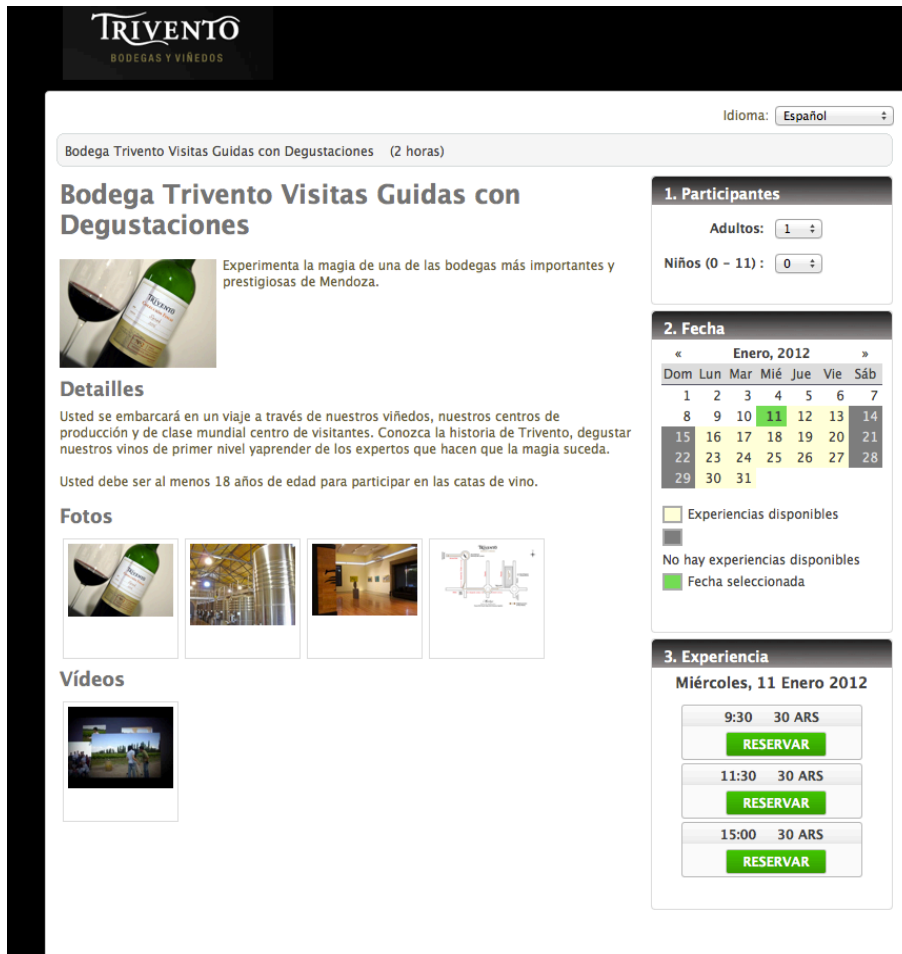 TRIVENTO
BODEGAS Y VIÑEDOS
Idioma: Español
Bodega Trivento Visitas Guidas con Degustaciones (2 horas)
Bodega Trivento Visitas Guidas con
Degustaciones
Experimenta la magia de una de las bodegas más importantes y
prestigiosas de Mendoza.
TRIVENTO
Detailles
Usted se embarcará en un viaje a través de nuestros viñedos, nuestros centros de
producción y de clase mundial centro de visitantes. Conozca la historia de Trivento, degustar
nuestros vinos de primer nivel yaprender de los expertos que hacen que la magia suceda.
Usted debe ser al menos 18 años de edad para participar en las catas de vino.
Fotos
Vídeos
1. Participantes
Adultos: 1
Niños (0 – 11) : 0
2. Fecha
« Enero, 2012 »
Dom Lun Mar Mié Jue Vie Sáb
1 2 3 4 5 6 7
8 9 10 11 12 13 14
15 16 17 18 19 20 21
22 23 24 25 26 27 28
29 30 31
Experiencias disponibles
No hay experiencias disponibles
Fecha seleccionada
3. Experiencia
Miércoles, 11 Enero 2012
9:30 30 ARS
RESERVAR
11:30 30 ARS
RESERVAR
15:00 30 ARS
RESERVAR